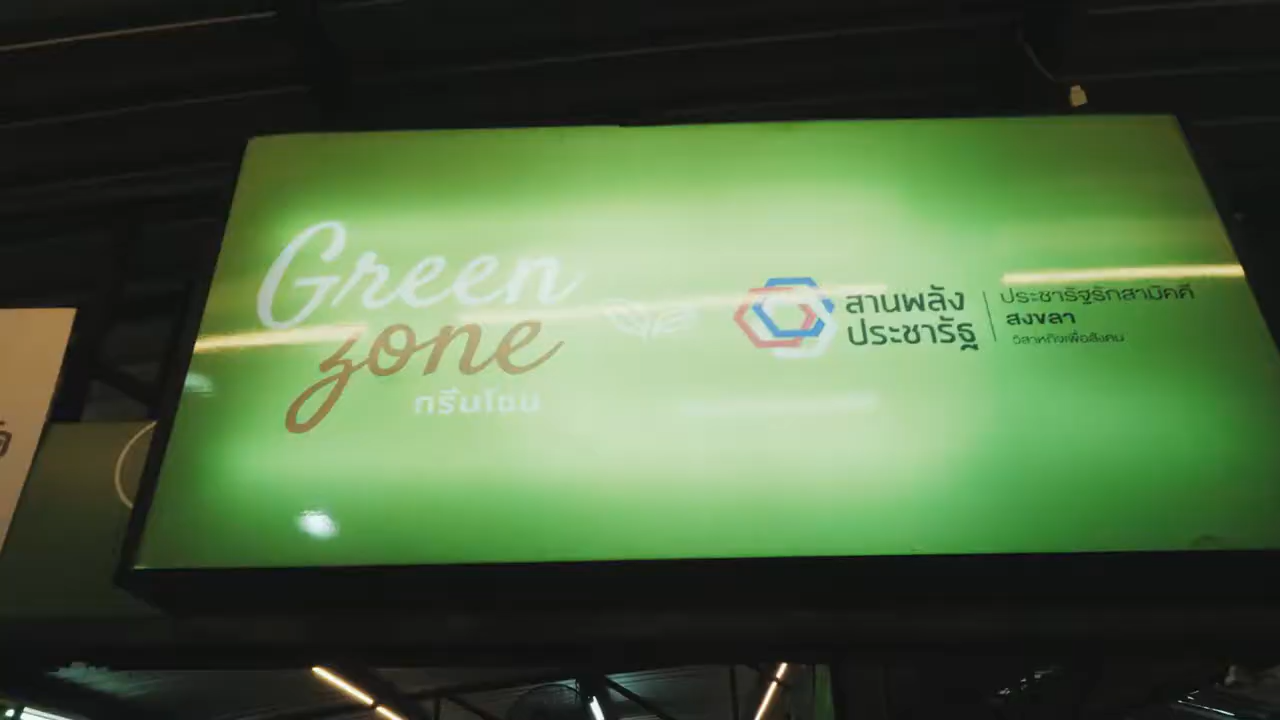 Green
zone
กรีนโซน
สานพลัง
ประชารัฐ
ประชารัฐรักสามัคคี
สงขลา
วิสาหกิจเพื่อสังคม